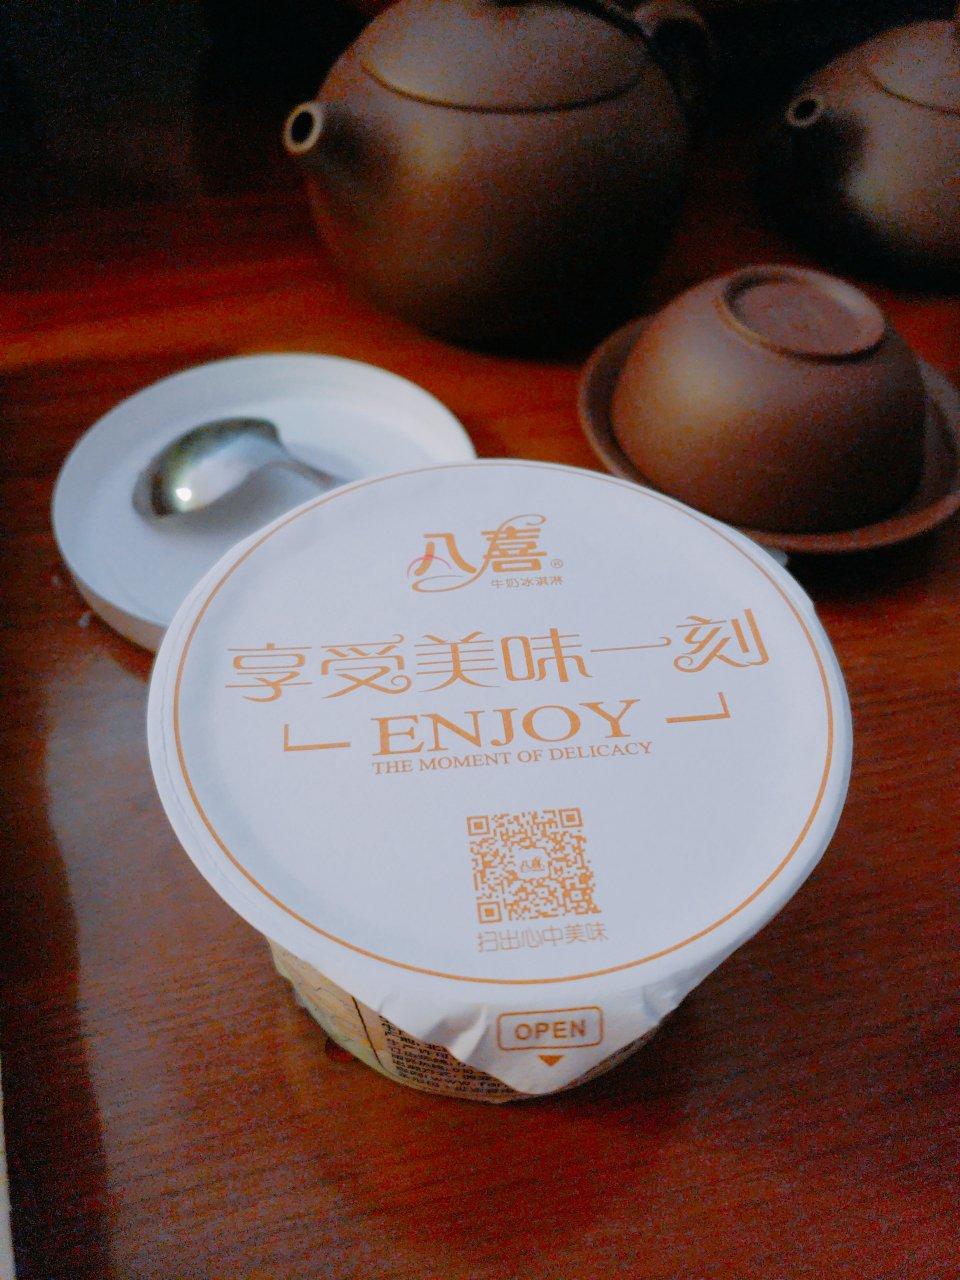 八喜®
牛奶冰淇淋
享受美味一刻
ENJOY
THE MOMENT OF DELICACY
八喜
扫出心中美味
OPEN